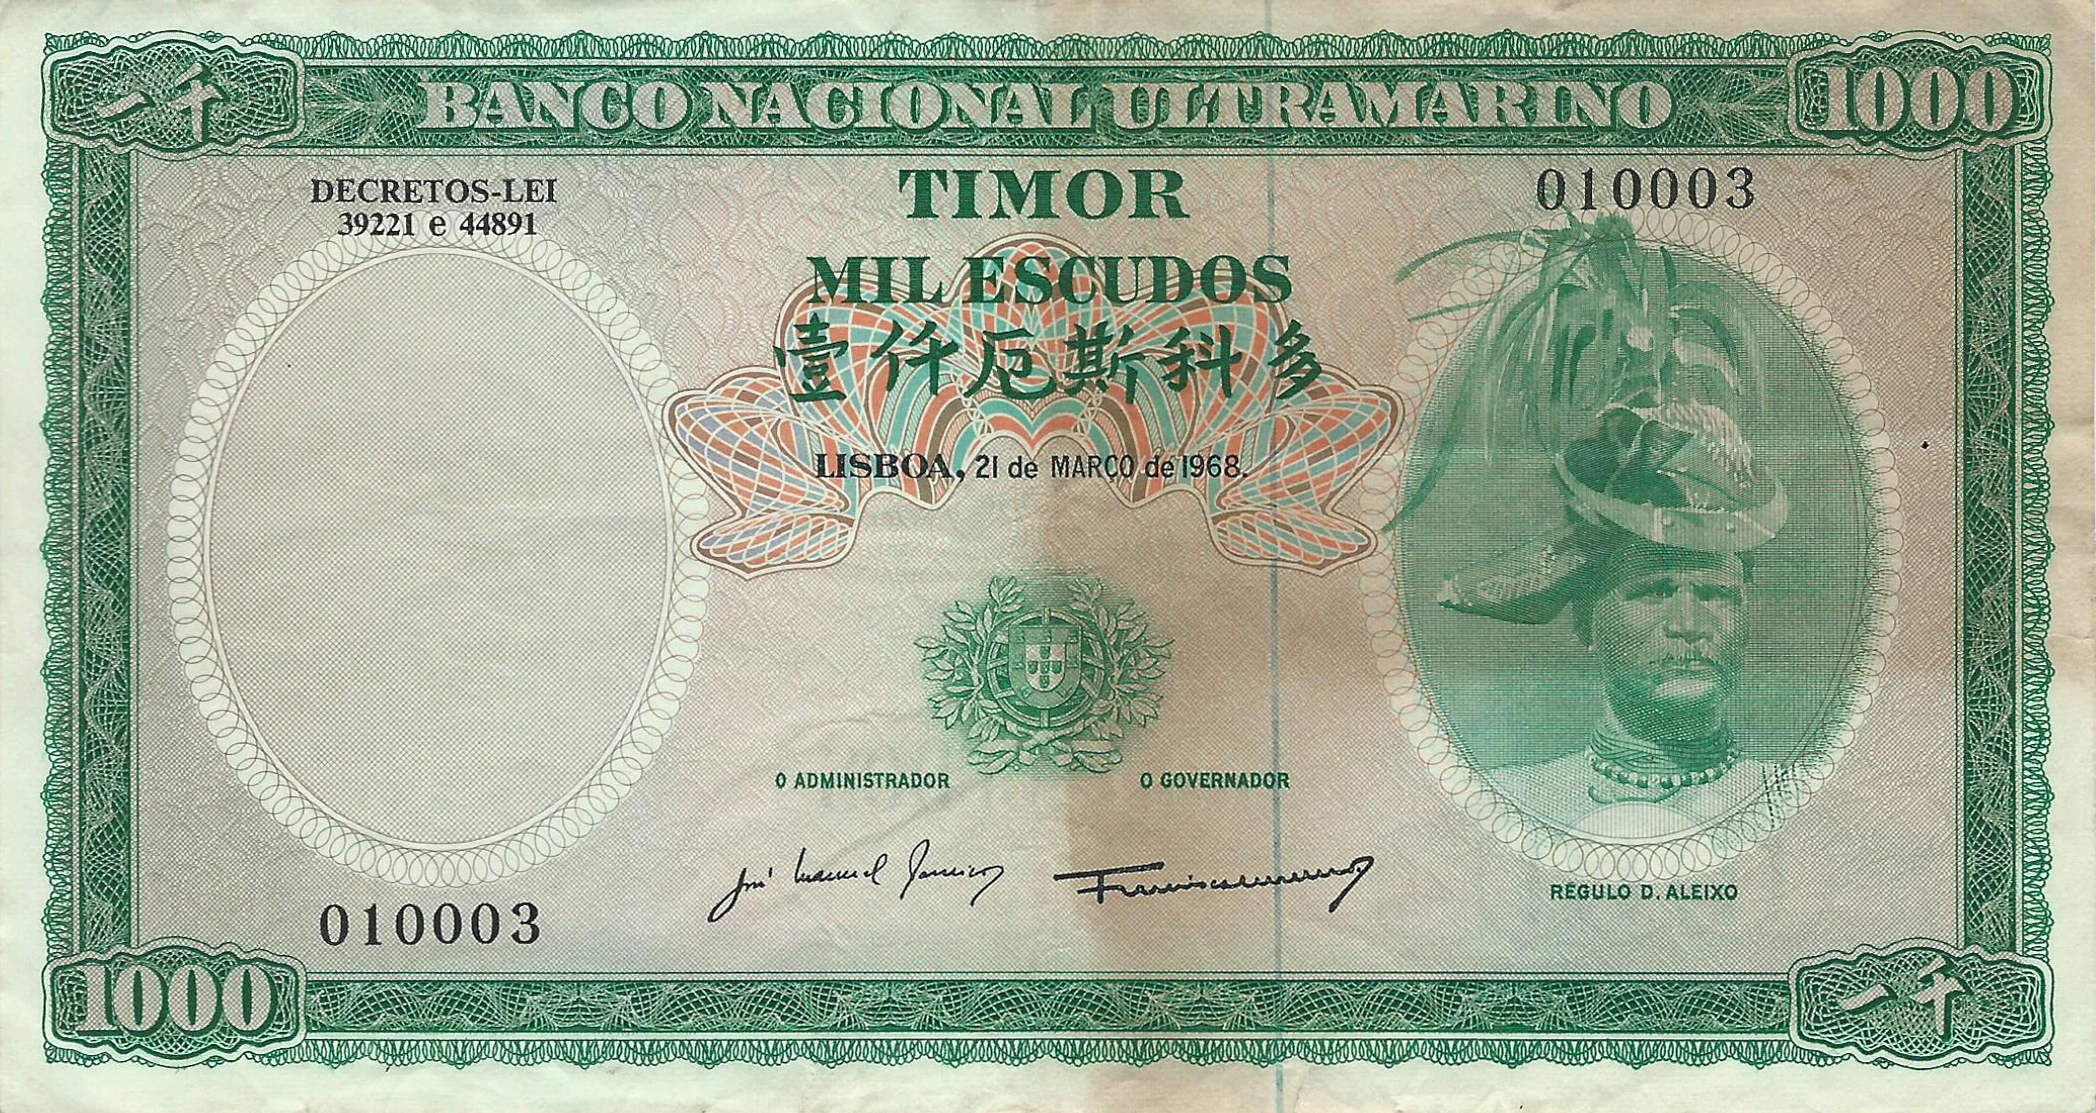 一千
BANCO NACIONAL ULTRAMARINO
1000
DECRETOS-LEI
39221 e 44891
TIMOR
010003
MIL ESCUDOS
壹仟厄斯科多
LISBOA, 21 de MARÇO de 1968.
O ADMINISTRADOR
O GOVERNADOR
RÉGULO D. ALEIXO
010003
1000
一千